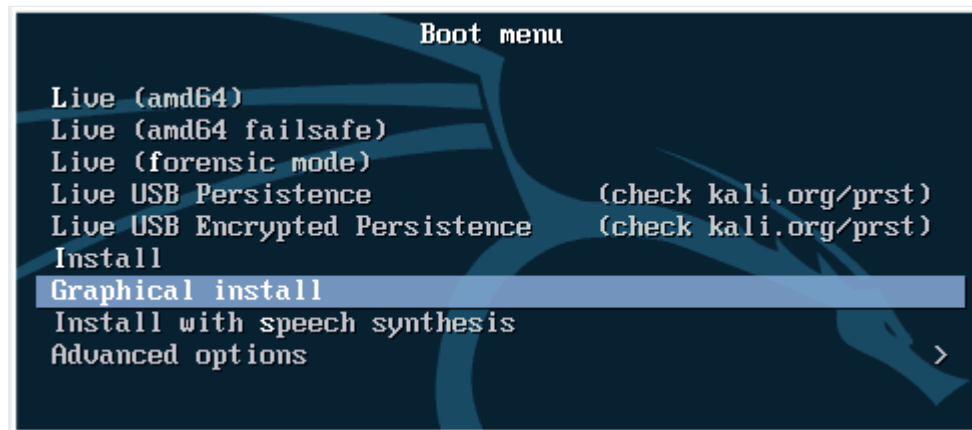 Boot menu
Live (amd64)
Live (amd64 failsafe)
Live (forensic mode)
Live USB Persistence (check kali.org/prst)
Live USB Encrypted Persistence (check kali.org/prst)
Install
Graphical install
Install with speech synthesis
Advanced options >